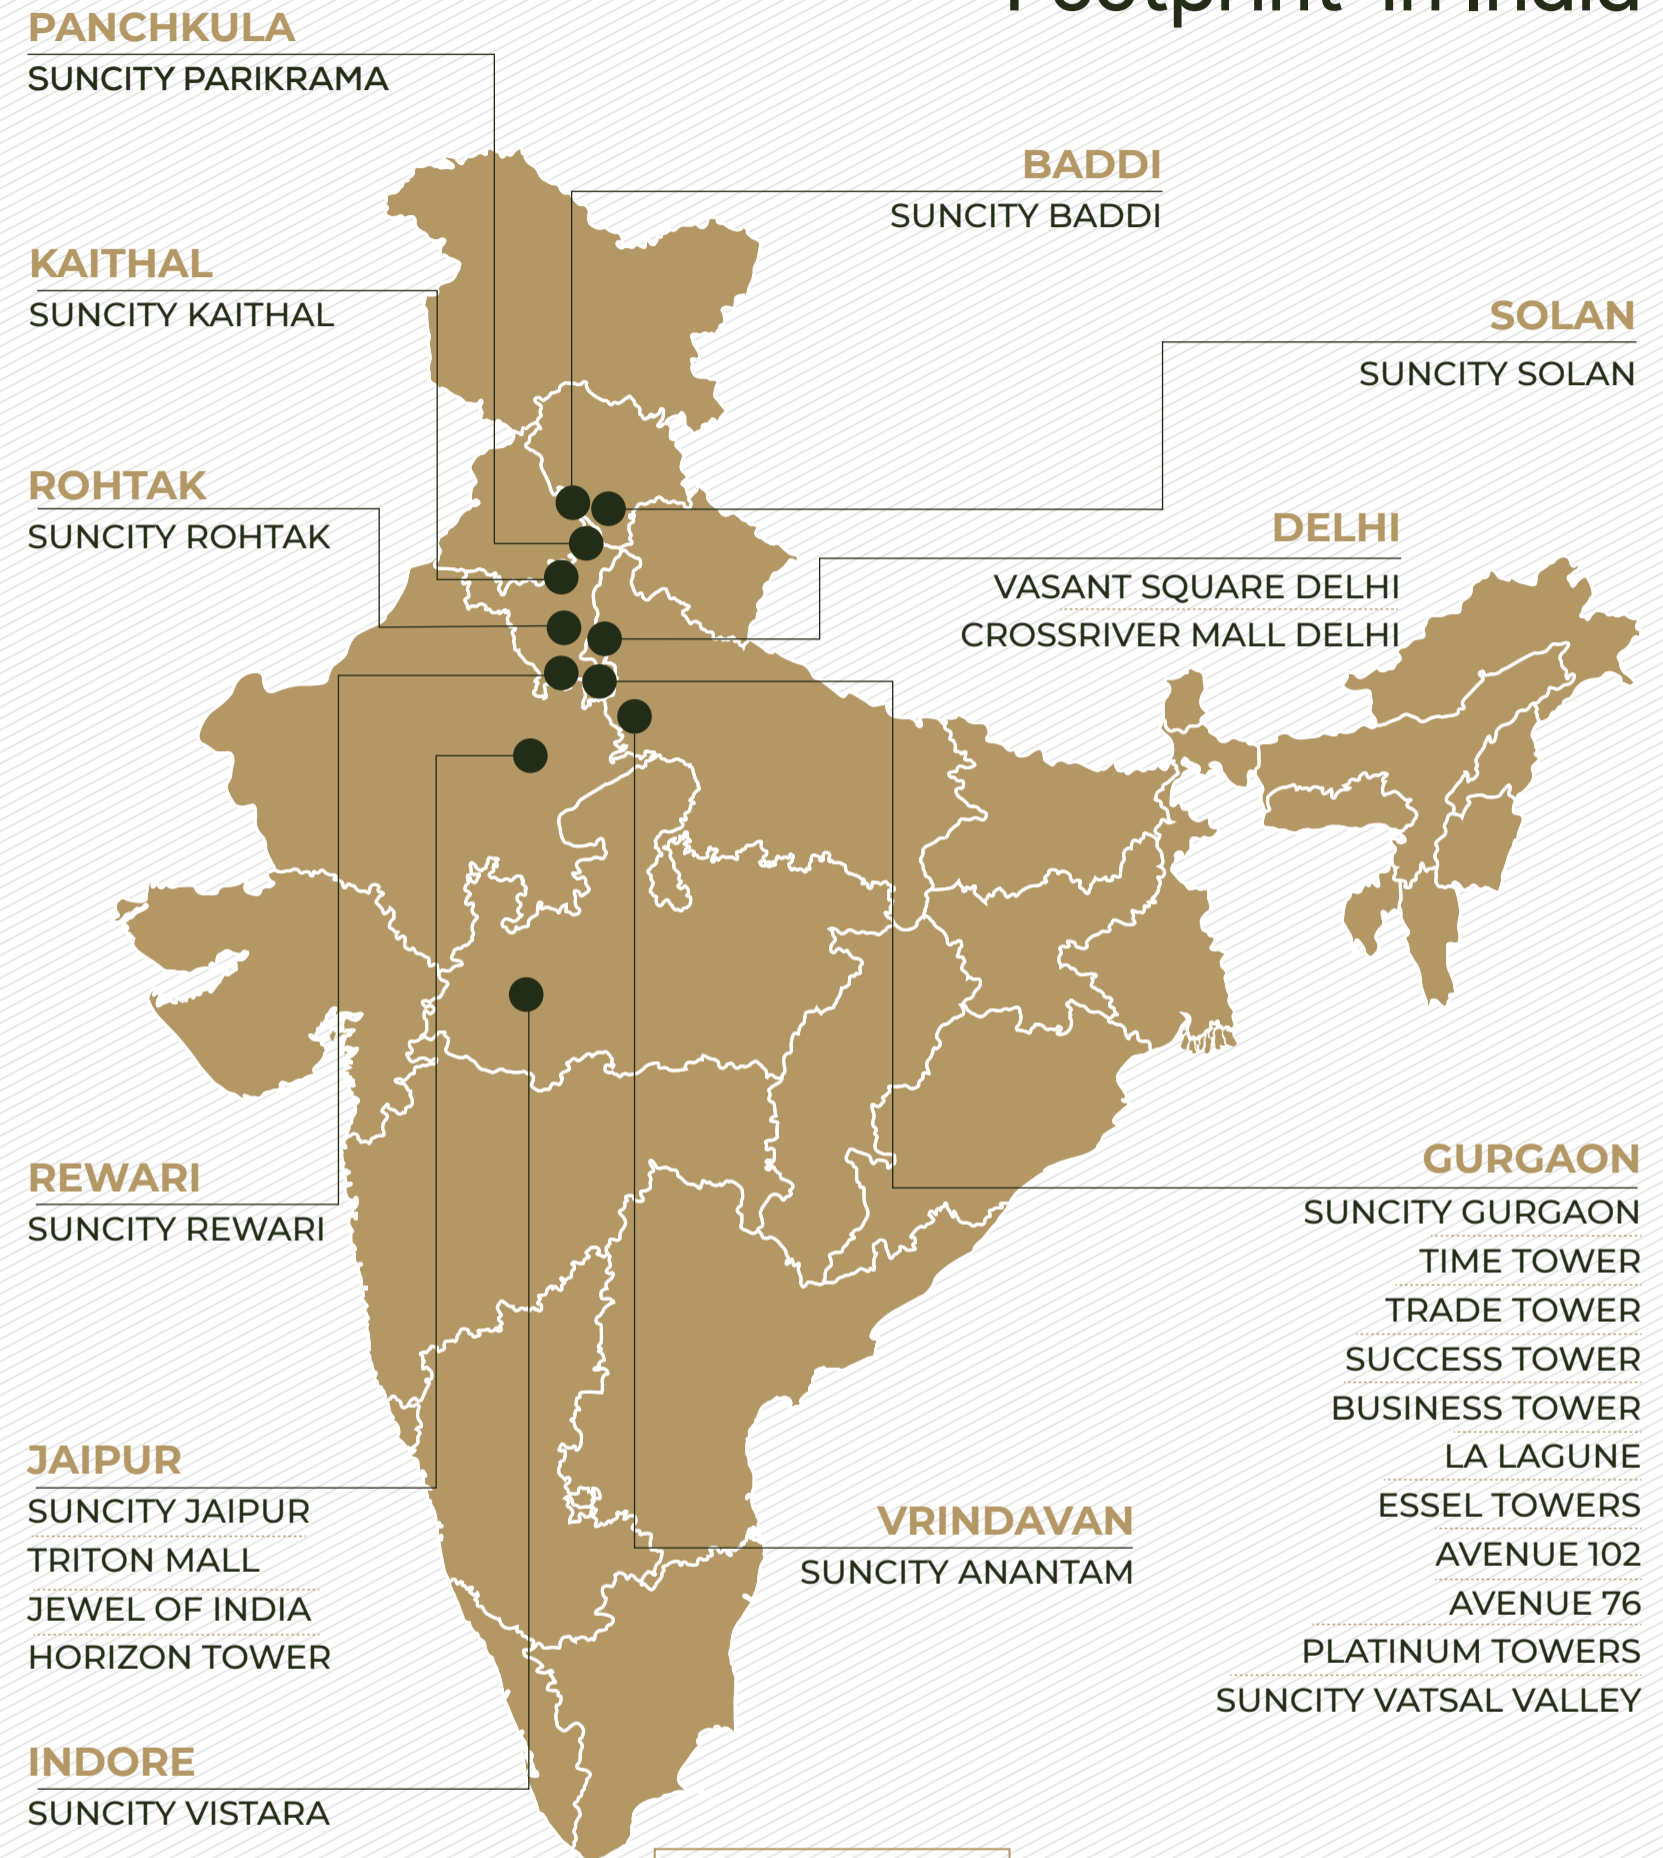 Footprint in India
PANCHKULA
SUNCITY PARIKRAMA
BADDI
SUNCITY BADDI
KAITHAL
SUNCITY KAITHAL
SOLAN
SUNCITY SOLAN
ROHTAK
SUNCITY ROHTAK
DELHI
VASANT SQUARE DELHI
CROSSRIVER MALL DELHI
REWARI
SUNCITY REWARI
GURGAON
SUNCITY GURGAON
TIME TOWER
TRADE TOWER
SUCCESS TOWER
BUSINESS TOWER
LA LAGUNE
ESSEL TOWERS
AVENUE 102
AVENUE 76
PLATINUM TOWERS
SUNCITY VATSAL VALLEY
JAIPUR
SUNCITY JAIPUR
TRITON MALL
JEWEL OF INDIA
HORIZON TOWER
VRINDAVAN
SUNCITY ANANTAM
INDORE
SUNCITY VISTARA